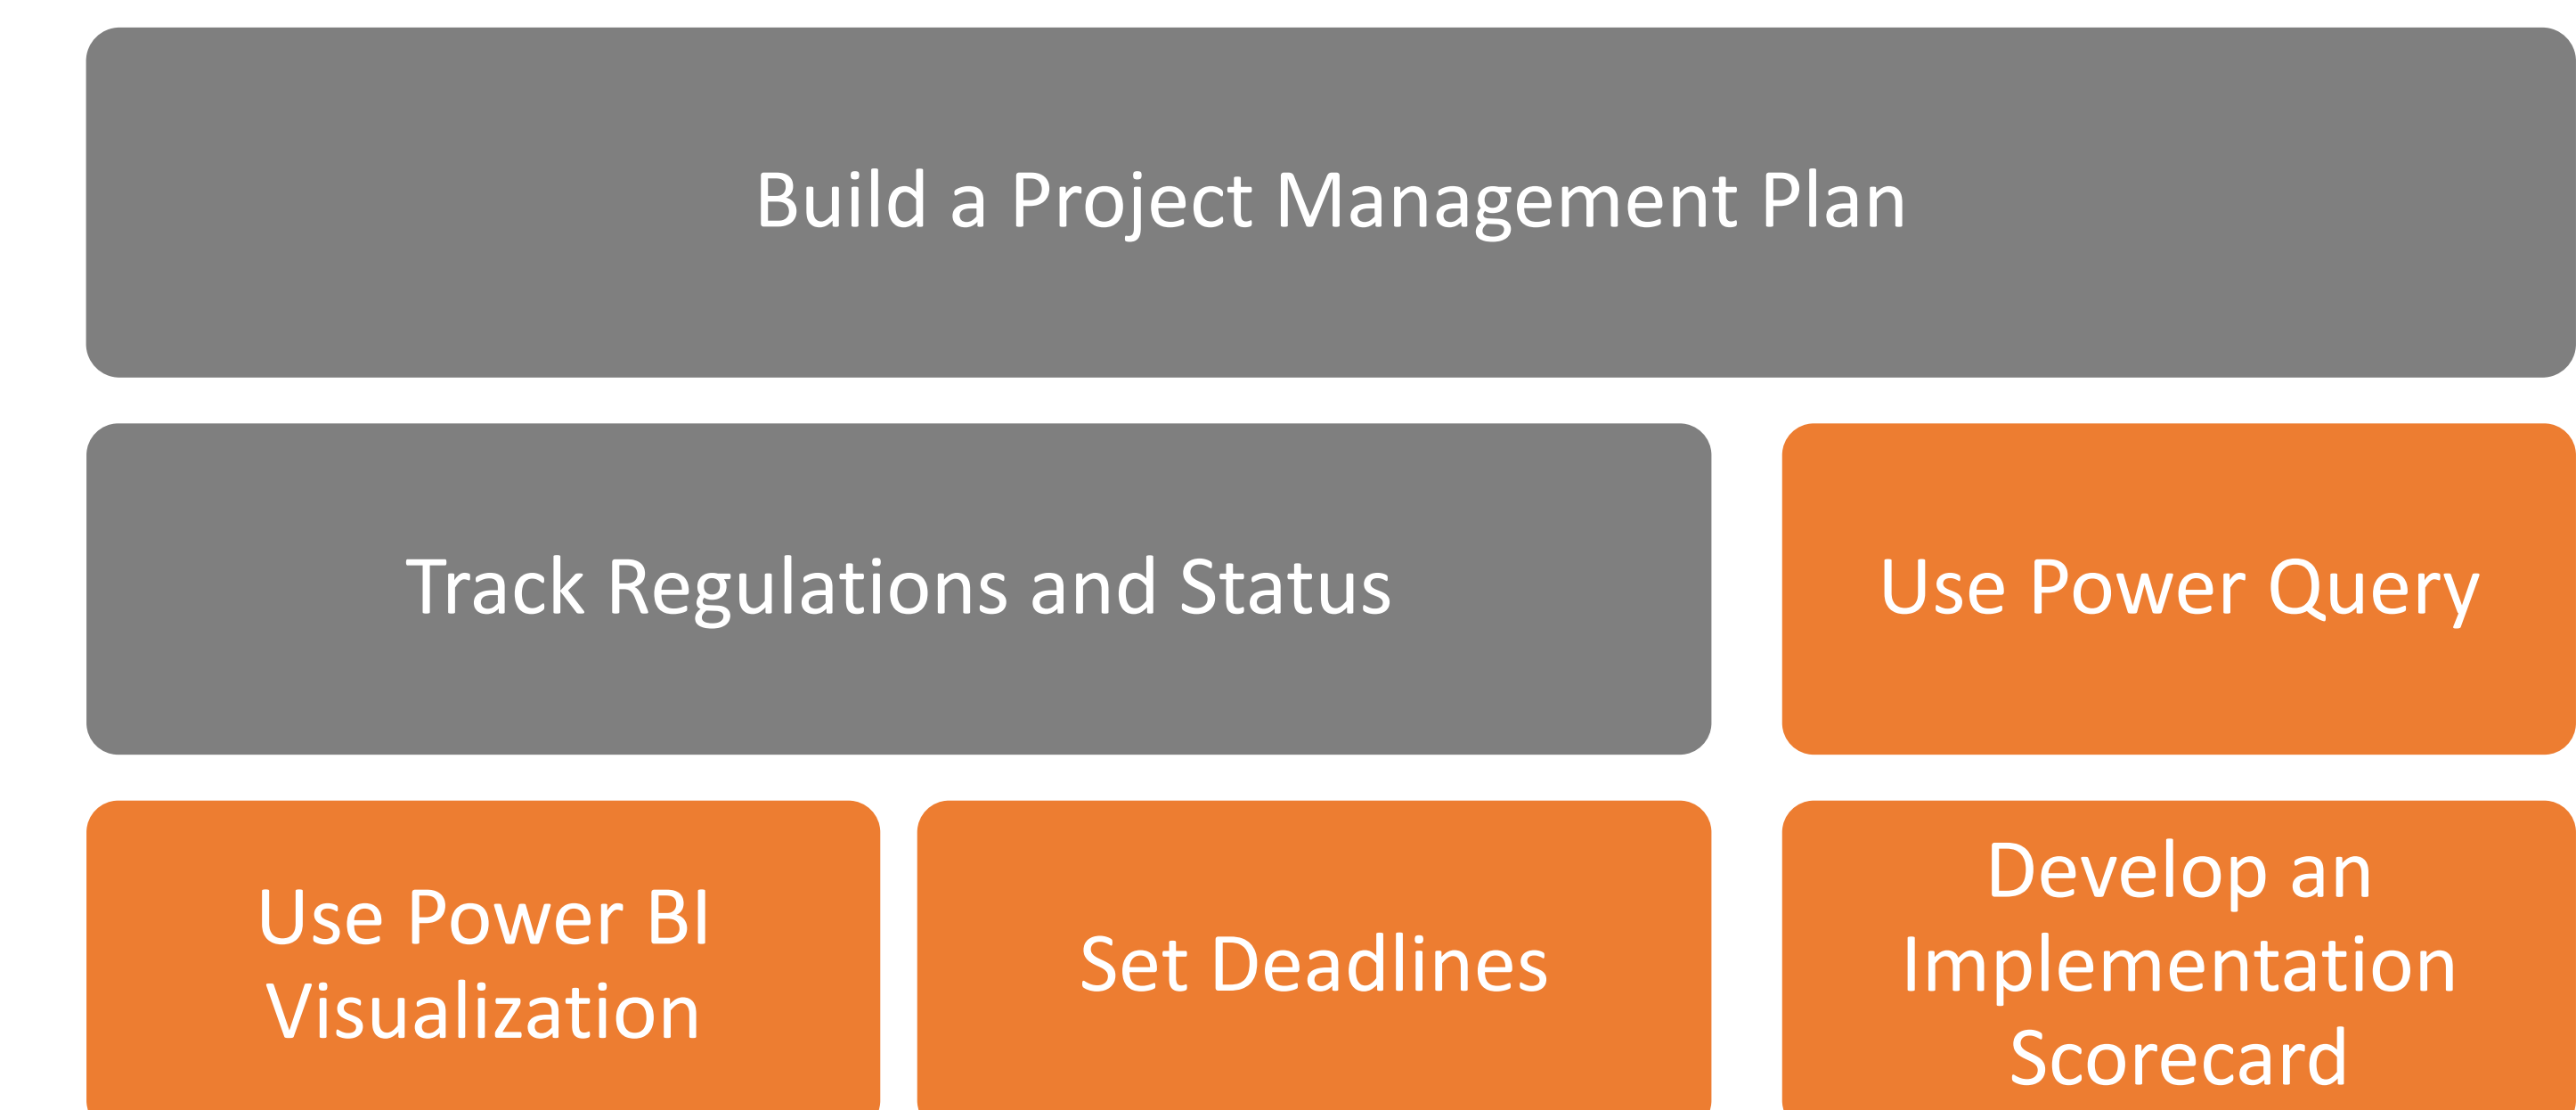 Build a Project Management Plan
Track Regulations and Status
Use Power Query
Use Power BI
Visualization
Set Deadlines
Develop an
Implementation
Scorecard